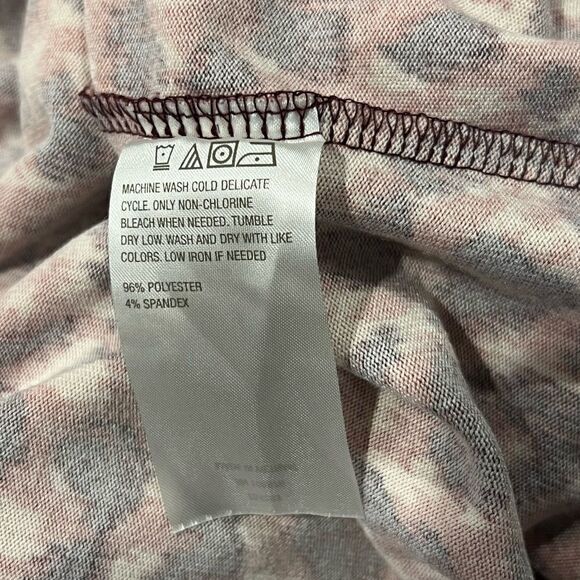 MACHINE WASH COLD DELICATE
CYCLE. ONLY NON-CHLORINE
BLEACH WHEN NEEDED. TUMBLE
DRY LOW. WASH AND DRY WITH LIKE
COLORS. LOW IRON IF NEEDED
96% POLYESTER
4% SPANDEX